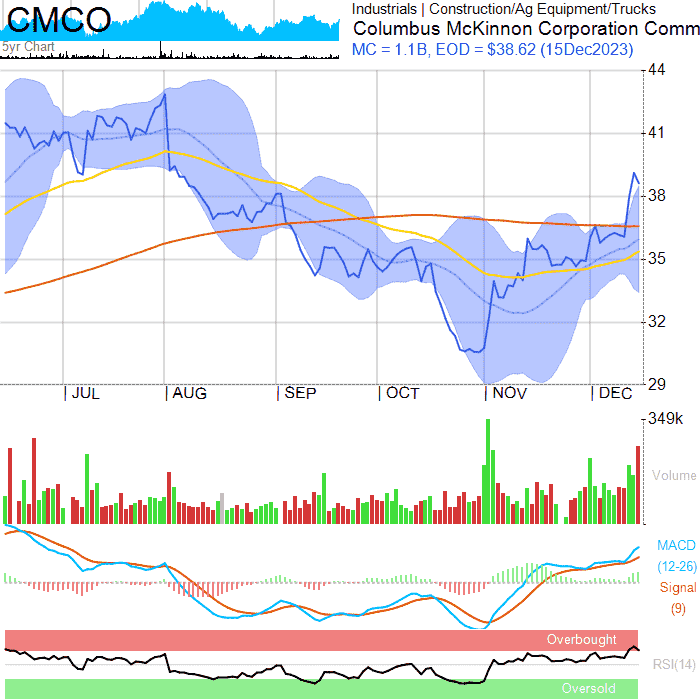 CMCO
5yr Chart
Industrials | Construction/Ag Equipment/Trucks
Columbus McKinnon Corporation Comm
MC = 1.1B, EOD = $38.62 (15Dec2023)
44
41
38
35
32
29
| JUL | AUG | SEP | OCT | NOV | DEC
349k
Volume
MACD
(12-26)
Signal
(9)
Overbought
RSI(14)
Oversold